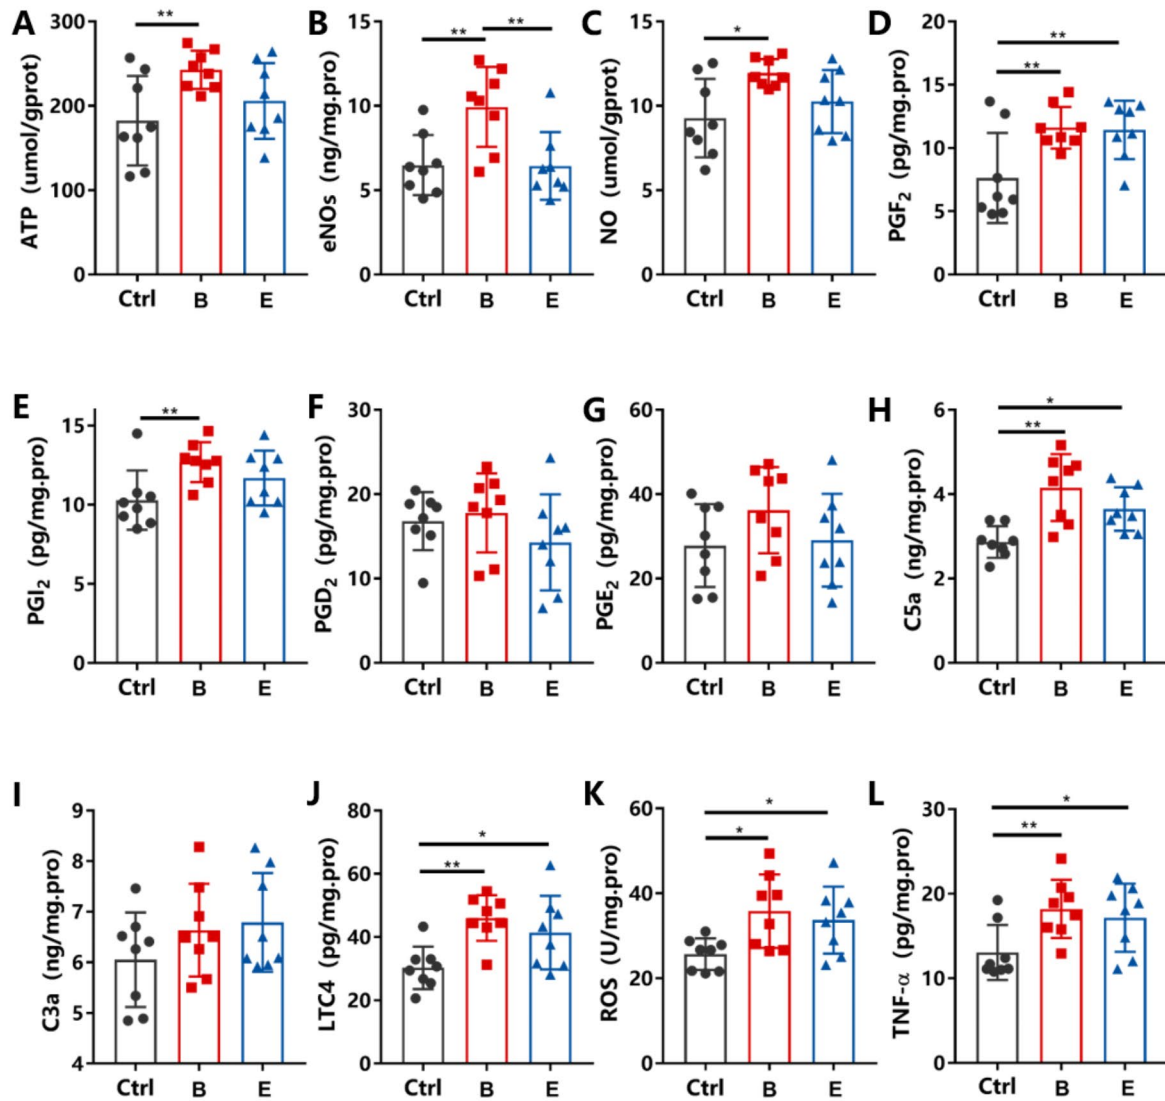 A
ATP (umol/gprot)
300
200
100
0
**
Ctrl B E
B
eNOs (ng/mg.pro)
15
10
5
0
** **
Ctrl B E
C
NO (umol/gprot)
15
10
5
0
*
Ctrl B E
D
PGF2 (pg/mg.pro)
20
15
10
5
0
**
**
Ctrl B E
E
PGI2 (pg/mg.pro)
15
10
5
0
**
Ctrl B E
F
PGD2 (pg/mg.pro)
30
20
10
0
Ctrl B E
G
PGE2 (pg/mg.pro)
60
40
20
0
Ctrl B E
H
C5a (ng/mg.pro)
6
4
2
0
*
**
Ctrl B E
I
C3a (ng/mg.pro)
9
8
7
6
5
4
Ctrl B E
J
LTC4 (pg/mg.pro)
80
60
40
20
0
*
**
Ctrl B E
K
ROS (U/mg.pro)
60
40
20
0
*
*
Ctrl B E
L
TNF-α (pg/mg.pro)
30
20
10
0
*
**
Ctrl B E